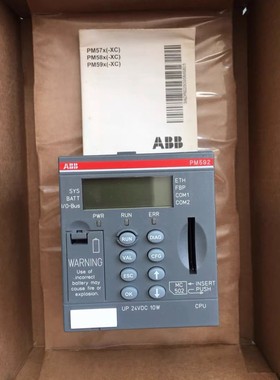 PM57x(-XC)
PM58x(-XC)
PM59x(-XC)
ABB
ABB
PM592
SYS
BATT
I/O-Bus
ETH
FBP
COM1
COM2
PWR RUN ERR
RUN
DIAG
WARNING
Use of
incorrect
battery may
cause fire
or explosion.
VAL
CFG
ESC
OK
MC
502
INSERT
PUSH
UP 24VDC 10W
CPU